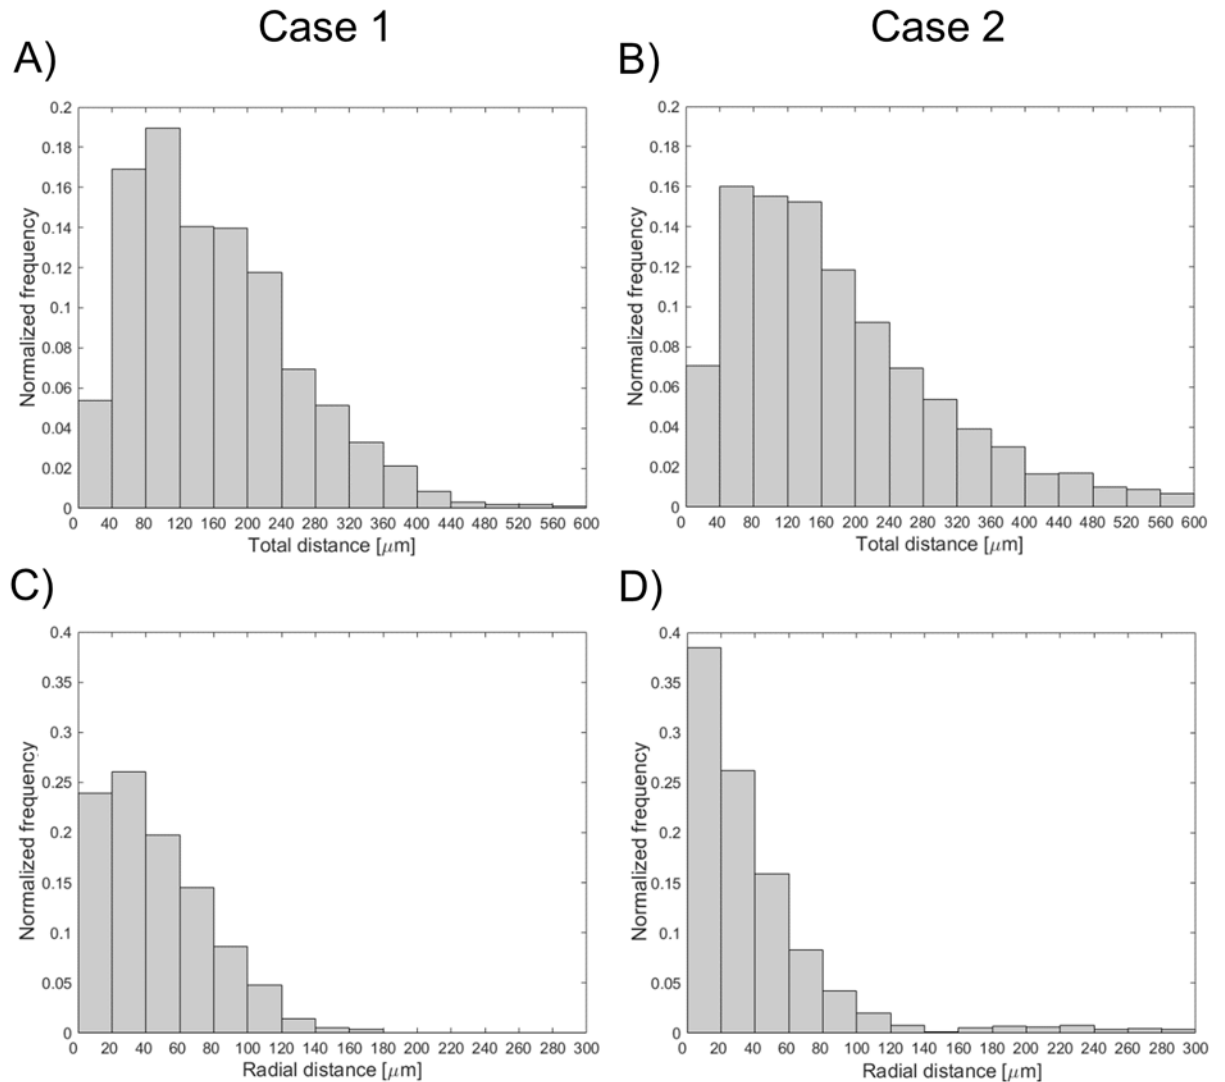 Case 1
Case 2
A)
B)
Normalized frequency
0.2
0.18
0.16
0.14
0.12
0.1
0.08
0.06
0.04
0.02
0
0 40 80 120 160 200 240 280 320 360 400 440 480 520 560 600
Total distance [μm]
Normalized frequency
0.2
0.18
0.16
0.14
0.12
0.1
0.08
0.06
0.04
0.02
0
0 40 80 120 160 200 240 280 320 360 400 440 480 520 560 600
Total distance [μm]
C)
D)
Normalized frequency
0.4
0.35
0.3
0.25
0.2
0.15
0.1
0.05
0
0 20 40 60 80 100 120 140 160 180 200 220 240 260 280 300
Radial distance [μm]
Normalized frequency
0.4
0.35
0.3
0.25
0.2
0.15
0.1
0.05
0
0 20 40 60 80 100 120 140 160 180 200 220 240 260 280 300
Radial distance [μm]